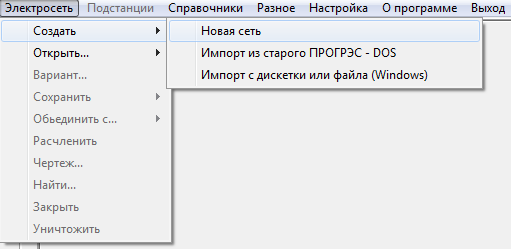 Электросеть Подстанции Справочники Разное Настройка О программе Выход
Создать
Новая сеть
Открыть...
Импорт из старого ПРОГРЭС - DOS
Вариант...
Импорт с дискетки или файла (Windows)
Сохранить
Обьединить с...
Расчленить
Чертеж...
Найти...
Закрыть
Уничтожить